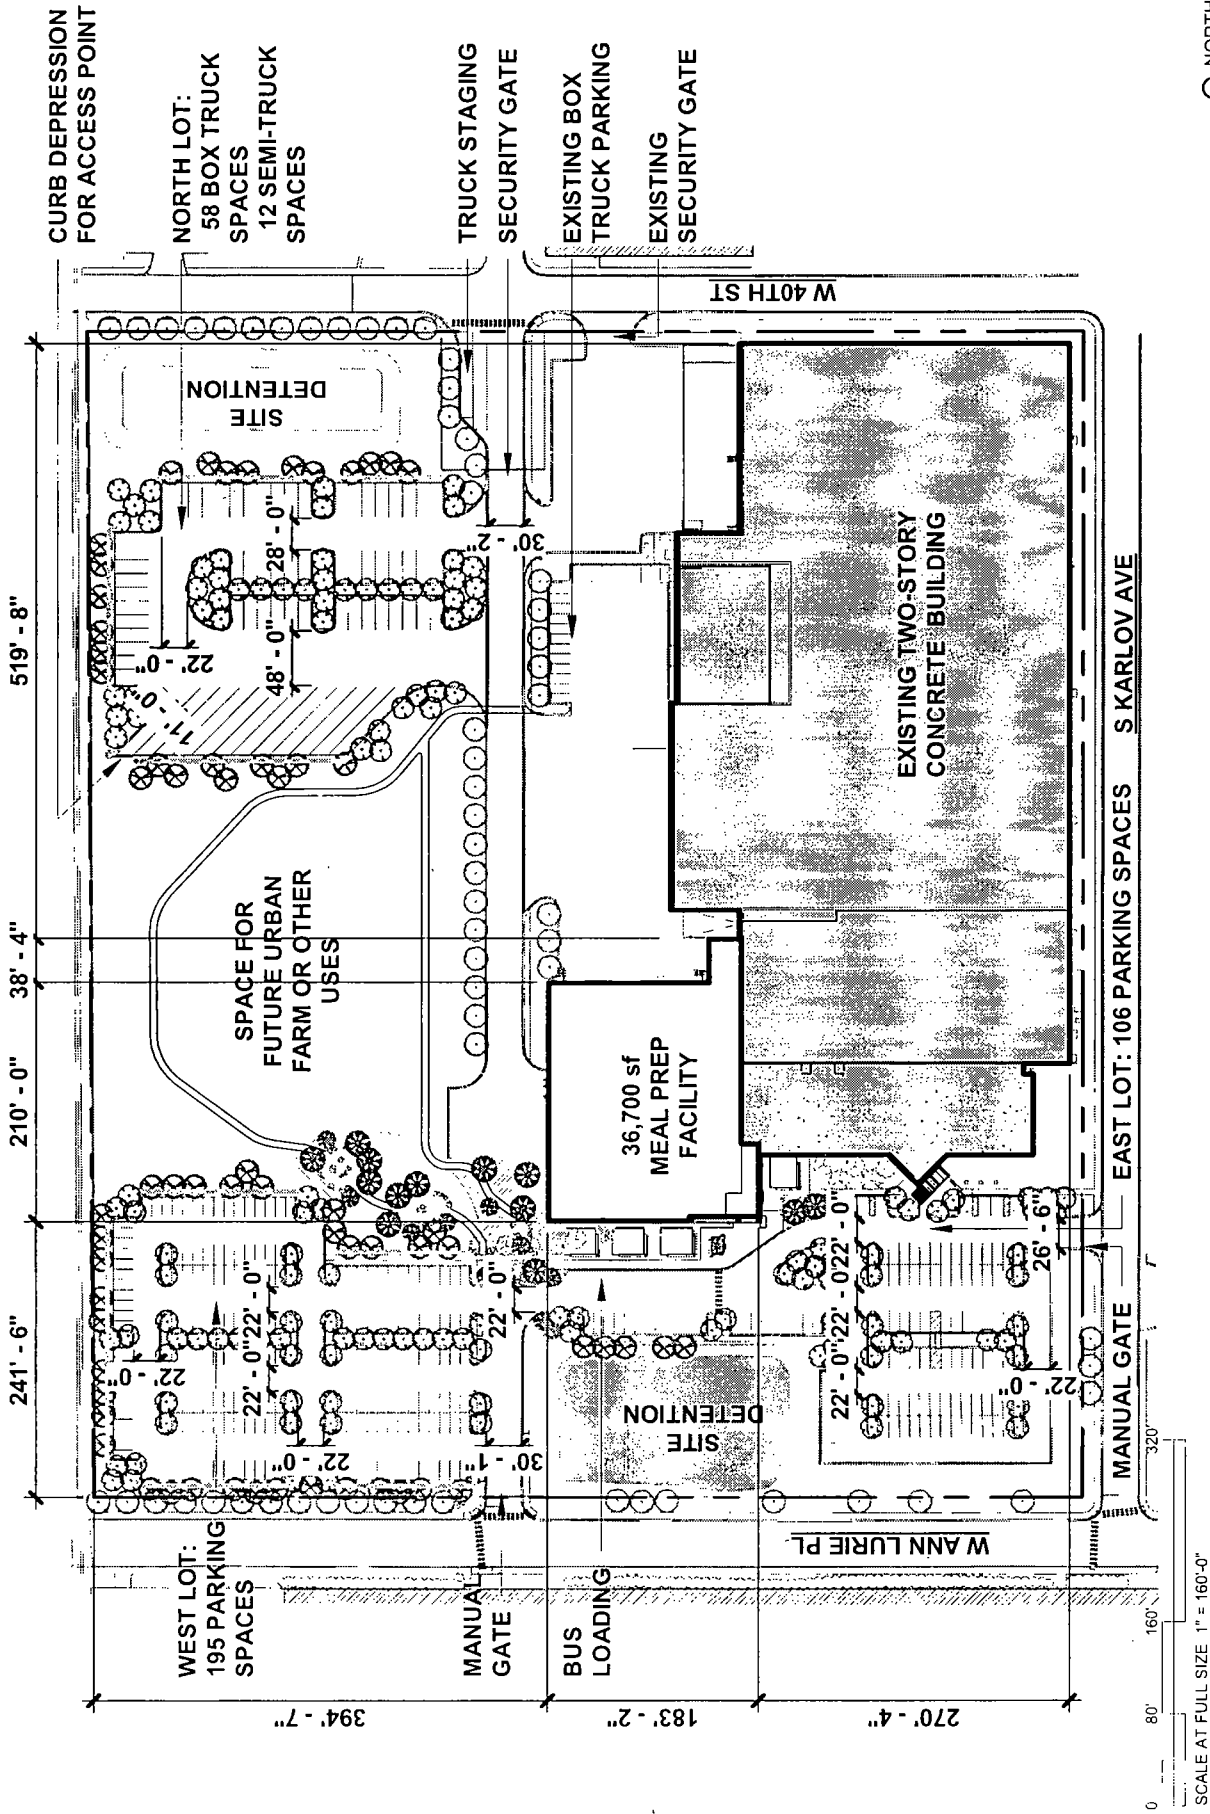 CURB DEPRESSION
FOR ACCESS POINT
NORTH LOT:
58 BOX TRUCK
SPACES
12 SEMI-TRUCK
SPACES
TRUCK STAGING
SECURITY GATE
EXISTING BOX
TRUCK PARKING
EXISTING
SECURITY GATE
NORTH
W 40TH ST
519' - 8"
38' - 4"
210' - 0"
241' - 6"
SITE
DETENTION
28' - 0"
48' - 0"
22' - 0"
11' - 0"
30' - 2"
SPACE FOR
FUTURE URBAN
FARM OR OTHER
USES
EXISTING TWO-STORY
CONCRETE BUILDING
36,700 sf
MEAL PREP
FACILITY
S KARLOV AVE
EAST LOT: 106 PARKING SPACES
MANUAL GATE
22' - 0"
22' - 0"
22' - 0"
22' - 0"
30' - 1"
22' - 0"
SITE
DETENTION
22' - 0"
22' - 0"
22' - 0"
26' - 6"
22' - 0"
W ANN LURIE PL
WEST LOT:
195 PARKING
SPACES
MANUAL
GATE
BUS
LOADING
394' - 7"
183' - 2"
270' - 4"
0 80' 160' 320'
SCALE AT FULL SIZE 1" = 160'-0"